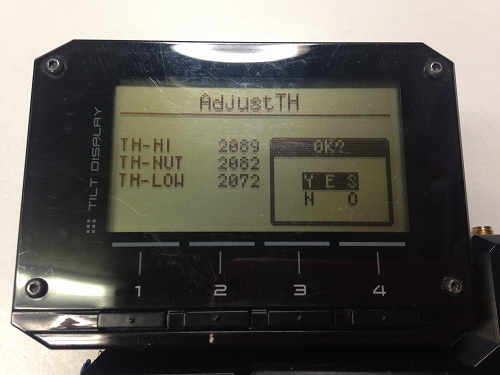 TILT DISPLAY
AdjustTH
TH-HI 2089
TH-NUT 2082
TH-LOW 2072
OK?
YES
NO
1 2 3 4